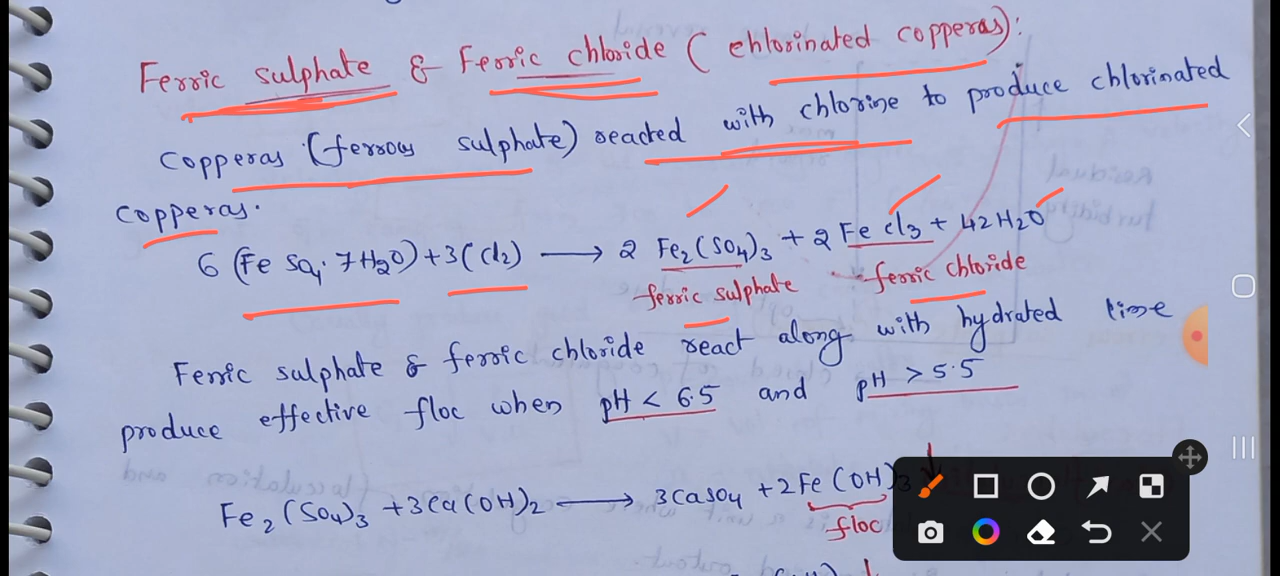 Ferric sulphate & Ferric chloride ( chlorinated copperas):
Copperas (ferrous sulphate) reacted with chlorine to produce chlorinated
copperas.
6 (Fe SO4. 7H2O) + 3(Cl2) → 2 Fe2(SO4)3 + 2 Fe Cl3 + 42 H2O
ferric sulphate ferric chloride
Ferric sulphate & ferric chloride react along with hydrated lime
produce effective floc when pH < 6.5 and pH > 5.5
Fe2(SO4)3 + 3Ca(OH)2 → 3CaSO4 + 2Fe(OH)3 ↓
floc